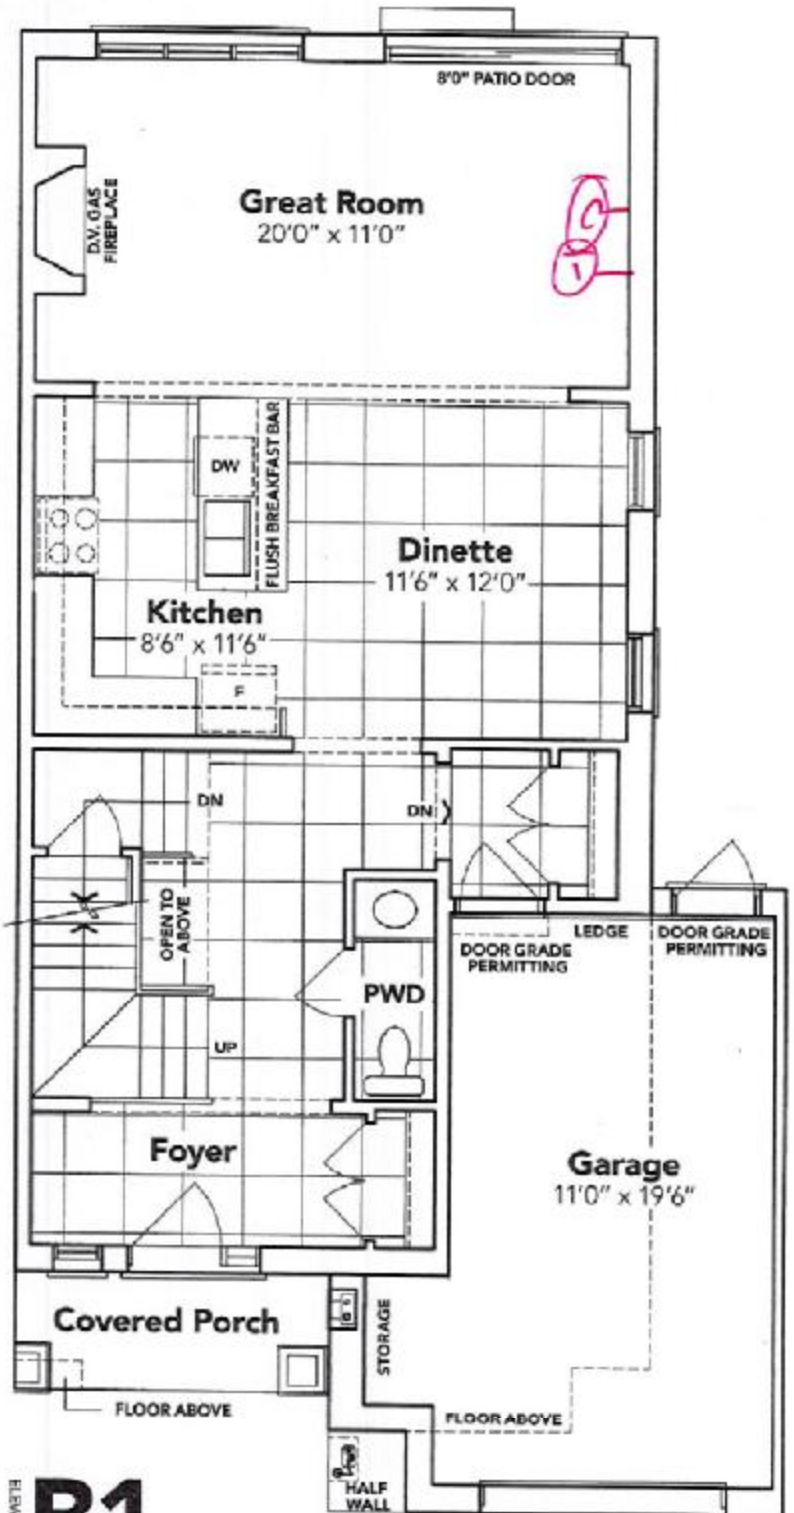 8'0" PATIO DOOR
Great Room
20'0" x 11'0"
D.V. GAS
FIREPLACE
C
1
FLUSH BREAKFAST BAR
DW
Dinette
11'6" x 12'0"
Kitchen
8'6" x 11'6"
F
DN
DN
OPEN TO
ABOVE
LEDGE
DOOR GRADE
PERMITTING
DOOR GRADE
PERMITTING
PWD
UP
Foyer
Garage
11'0" x 19'6"
Covered Porch
STORAGE
FLOOR ABOVE
FLOOR ABOVE
HALF
WALL
B1